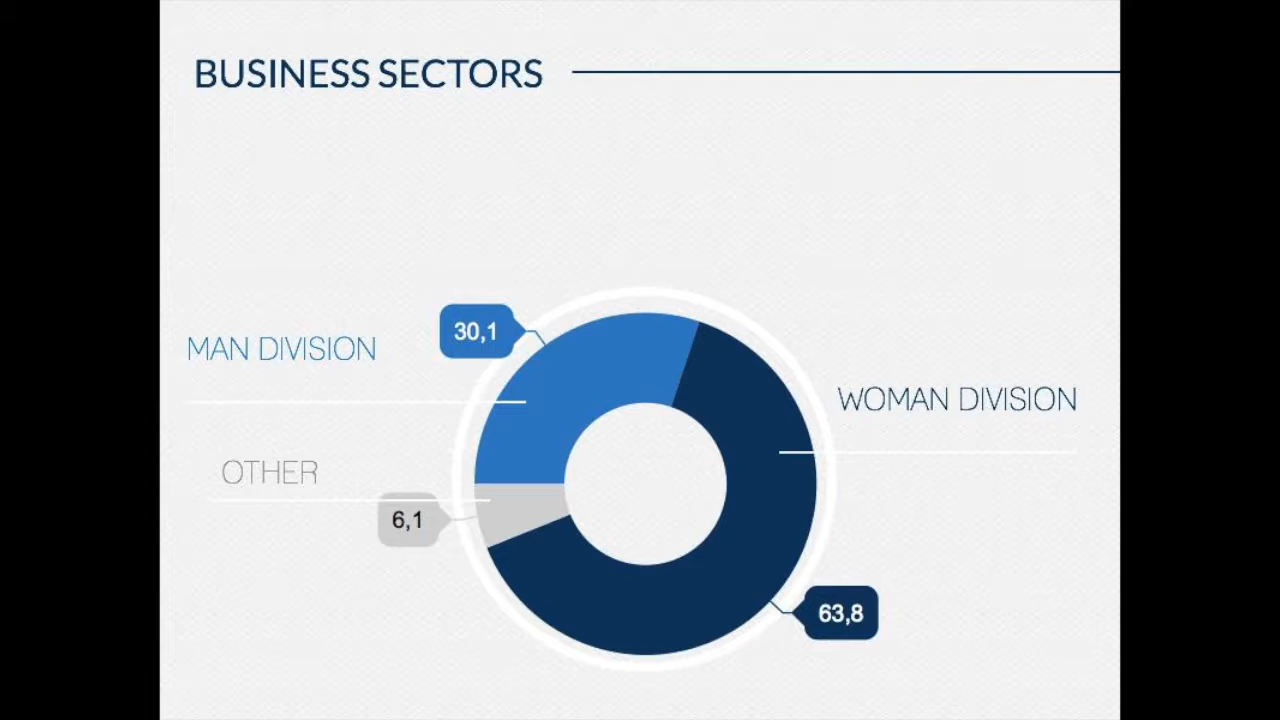 BUSINESS SECTORS
30,1
MAN DIVISION
WOMAN DIVISION
OTHER
6,1
63,8